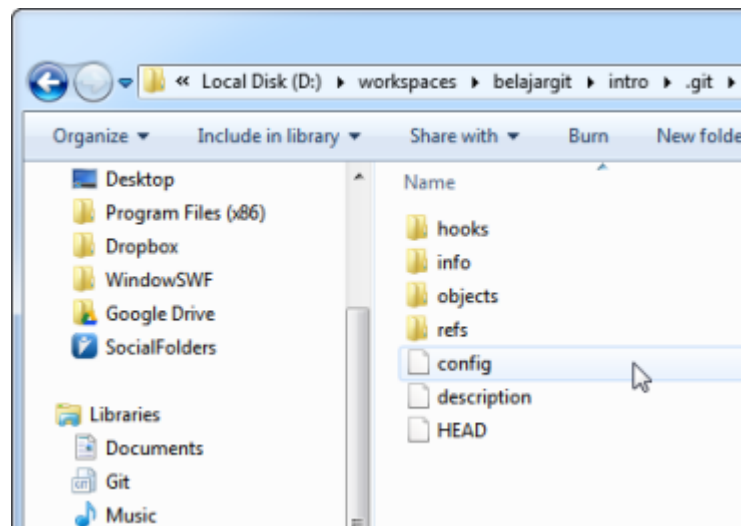 « Local Disk (D:) ▸ workspaces ▸ belajargit ▸ intro ▸ .git ▸
Organize Include in library Share with Burn New folde
Desktop
Program Files (x86)
Dropbox
WindowSWF
Google Drive
SocialFolders
Libraries
Documents
Git
Music
Name
hooks
info
objects
refs
config
description
HEAD